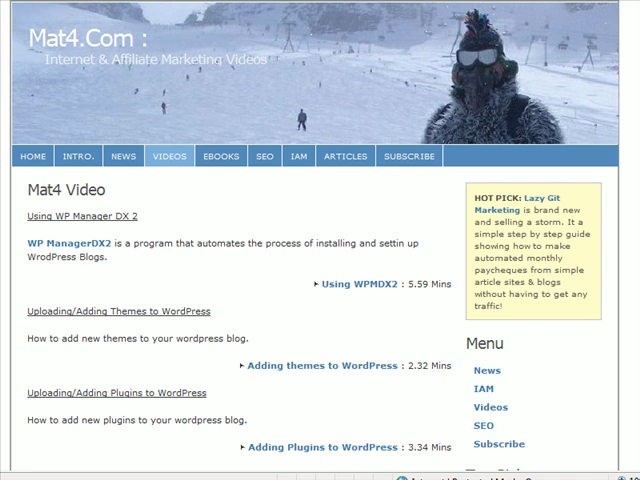 Mat4.Com :
Internet & Affiliate Marketing Videos
HOME INTRO. NEWS VIDEOS EBOOKS SEO IAM ARTICLES SUBSCRIBE
Mat4 Video
Using WP Manager DX 2
WP ManagerDX2 is a program that automates the process of installing and settin up
WrodPress Blogs.
Using WPMDX2 : 5.59 Mins
Uploading/Adding Themes to WordPress
How to add new themes to your wordpress blog.
Adding themes to WordPress : 2.32 Mins
Uploading/Adding Plugins to WordPress
How to add new plugins to your wordpress blog.
Adding Plugins to WordPress : 3.34 Mins
HOT PICK: Lazy Git
Marketing is brand new
and selling a storm. It a
simple step by step guide
showing how to make
automated monthly
paycheques from simple
article sites & blogs
without having to get any
traffic!
Menu
News
IAM
Videos
SEO
Subscribe